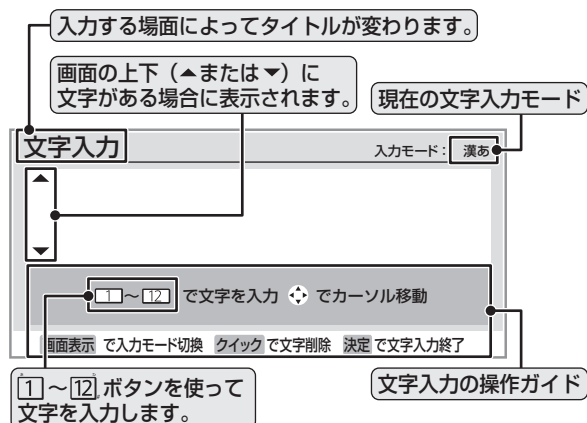 入力する場面によってタイトルが変わります。
画面の上下(▲または▼)に
文字がある場合に表示されます。
現在の文字入力モード
文字入力
入力モード: 漢あ
1～12 で文字を入力 でカーソル移動
画面表示 で入力モード切換 クイック で文字削除 決定 で文字入力終了
1～12ボタンを使って
文字を入力します。
文字入力の操作ガイド